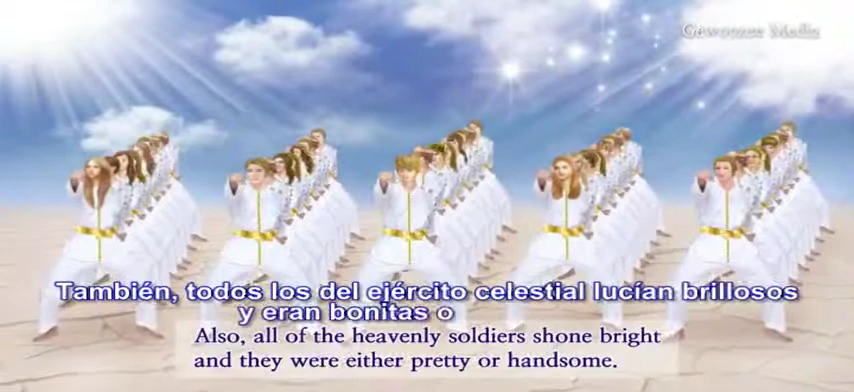 Gewoozee Media
También, todos los del ejército celestial lucían brillosos
y eran bonitas o
Also, all of the heavenly soldiers shone bright
and they were either pretty or handsome.